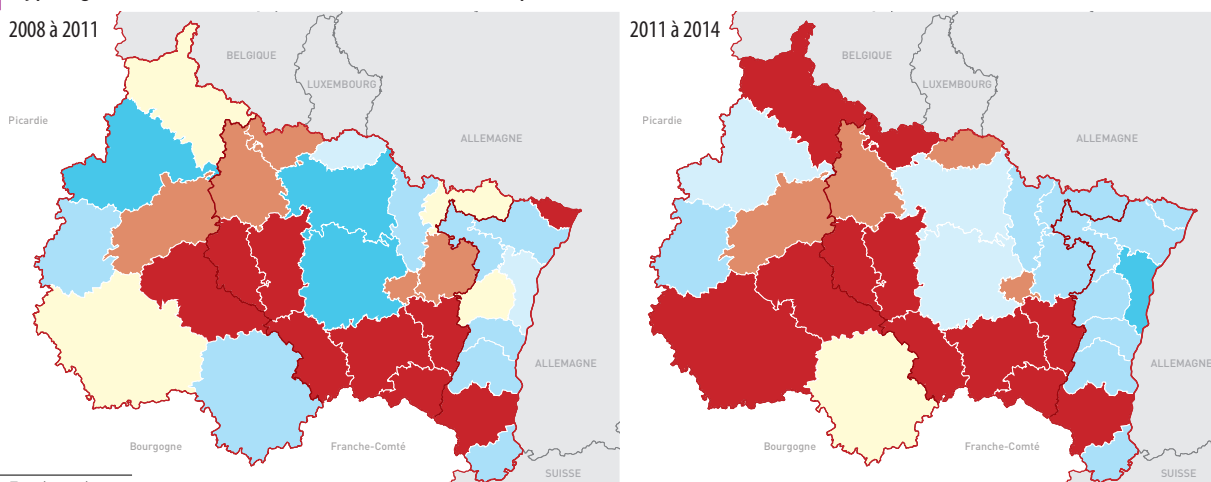 2008 à 2011
BELGIQUE
LUXEMBOURG
Picardie
ALLEMAGNE
ALLEMAGNE
Bourgogne
Franche-Comté
SUISSE
2011 à 2014
BELGIQUE
LUXEMBOURG
Picardie
ALLEMAGNE
ALLEMAGNE
Bourgogne
Franche-Comté
SUISSE